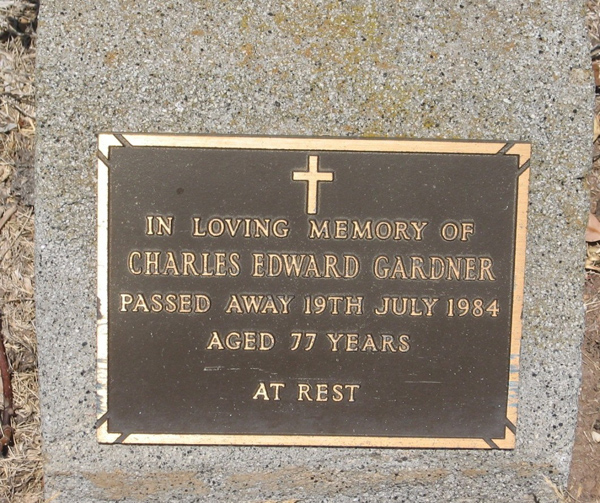 IN LOVING MEMORY OF
CHARLES EDWARD GARDNER
PASSED AWAY 19TH JULY 1984
AGED 77 YEARS
AT REST